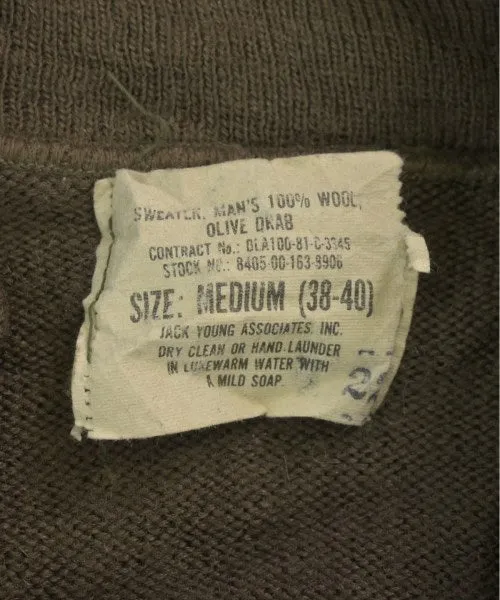 SWEATER, MAN'S 100% WOOL,
OLIVE DRAB
CONTRACT No.: DLA100-81-C-3345
STOCK No.: 8405-00-163-8906
SIZE: MEDIUM (38-40)
JACK YOUNG ASSOCIATES, INC.
DRY CLEAN OR HAND LAUNDER
IN LUKEWARM WATER WITH
A MILD SOAP.